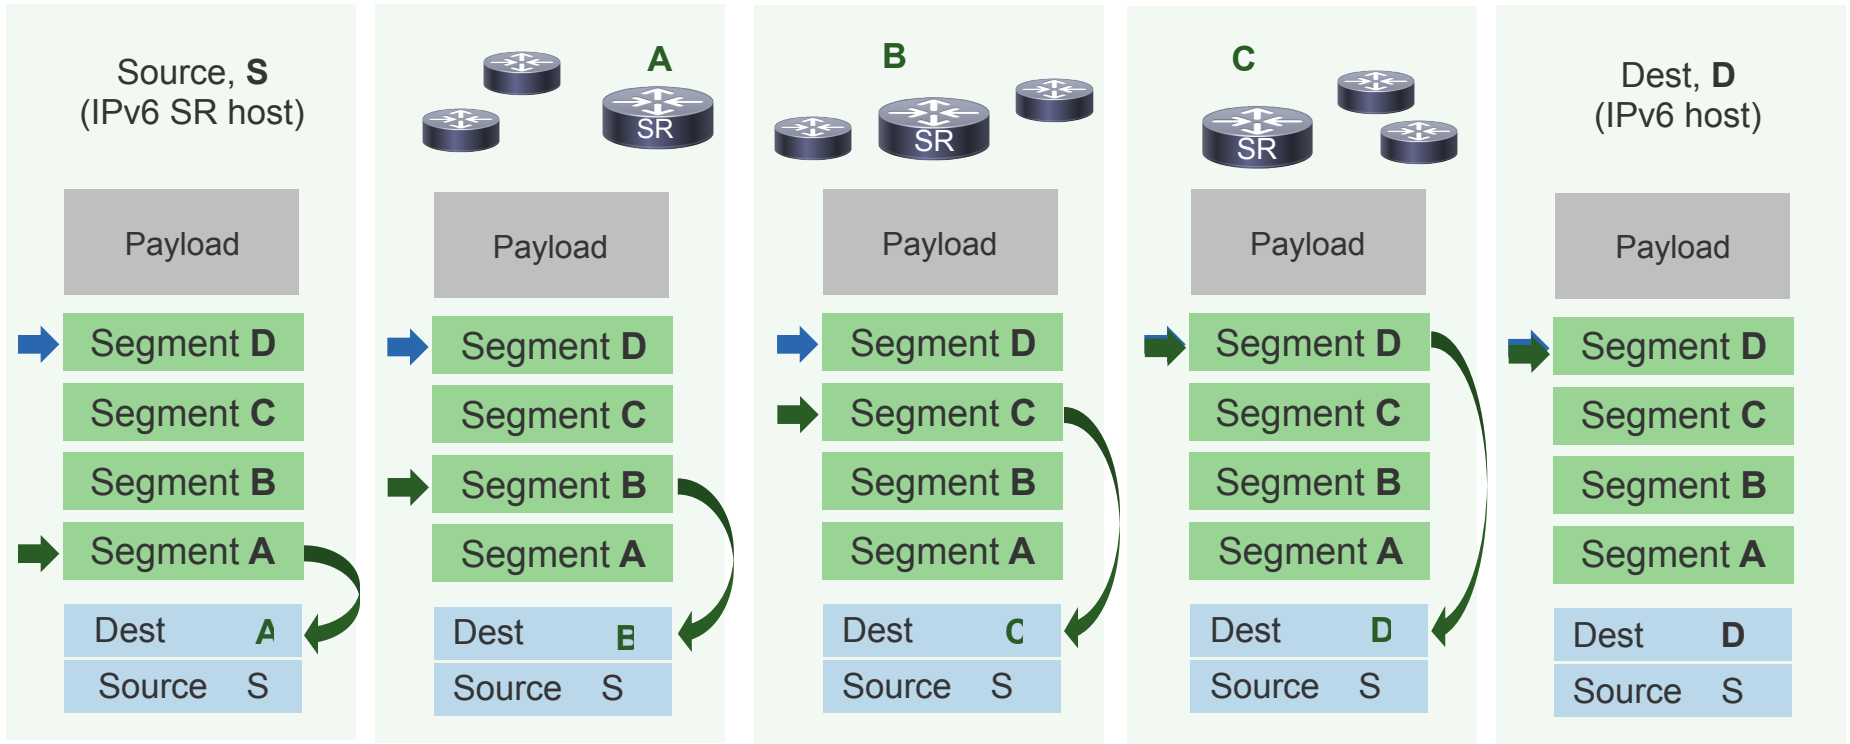 Source, S
(IPv6 SR host)
Payload
Segment D
Segment C
Segment B
Segment A
Dest A
Source S
A
SR
Payload
Segment D
Segment C
Segment B
Segment A
Dest B
Source S
B
SR
Payload
Segment D
Segment C
Segment B
Segment A
Dest C
Source S
C
SR
Payload
Segment D
Segment C
Segment B
Segment A
Dest D
Source S
Dest, D
(IPv6 host)
Payload
Segment D
Segment C
Segment B
Segment A
Dest D
Source S